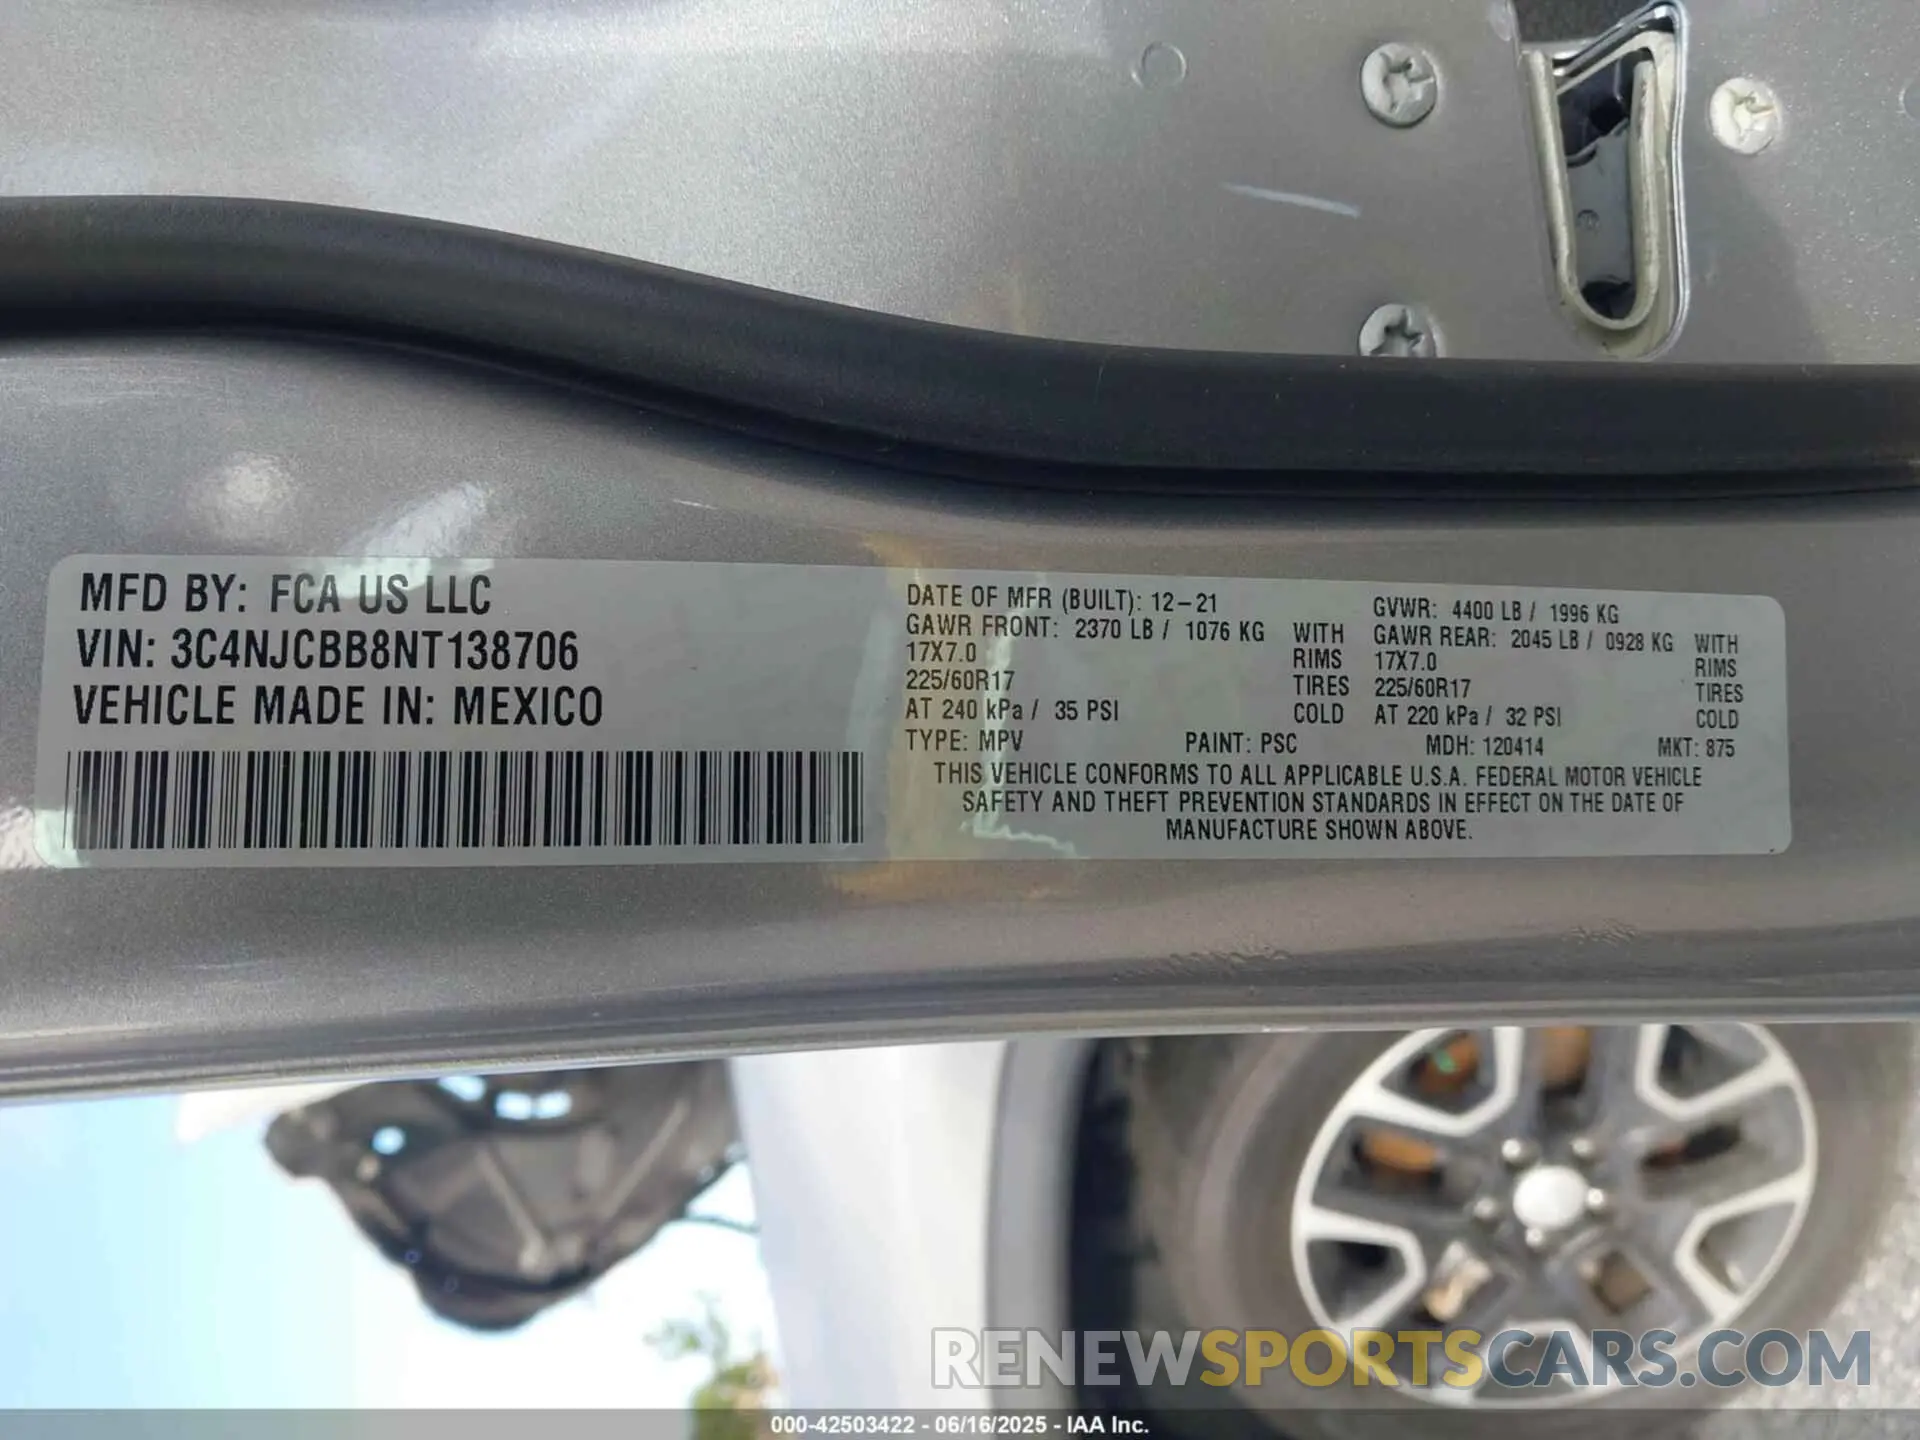 MFD BY: FCA US LLC
VIN: 3C4NJCBB8NT138706
VEHICLE MADE IN: MEXICO
DATE OF MFR (BUILT): 12-21 GVWR: 4400 LB / 1996 KG
GAWR FRONT: 2370 LB / 1076 KG WITH GAWR REAR: 2045 LB / 0928 KG WITH
17X7.0 RIMS 17X7.0 RIMS
225/60R17 TIRES 225/60R17 TIRES
AT 240 kPa / 35 PSI COLD AT 220 kPa / 32 PSI COLD
TYPE: MPV PAINT: PSC MDH: 120414 MKT: 875
THIS VEHICLE CONFORMS TO ALL APPLICABLE U.S.A. FEDERAL MOTOR VEHICLE
SAFETY AND THEFT PREVENTION STANDARDS IN EFFECT ON THE DATE OF
MANUFACTURE SHOWN ABOVE.
RENEWSPORTSCARS.COM
000-42503422 - 06/16/2025 - IAA Inc.